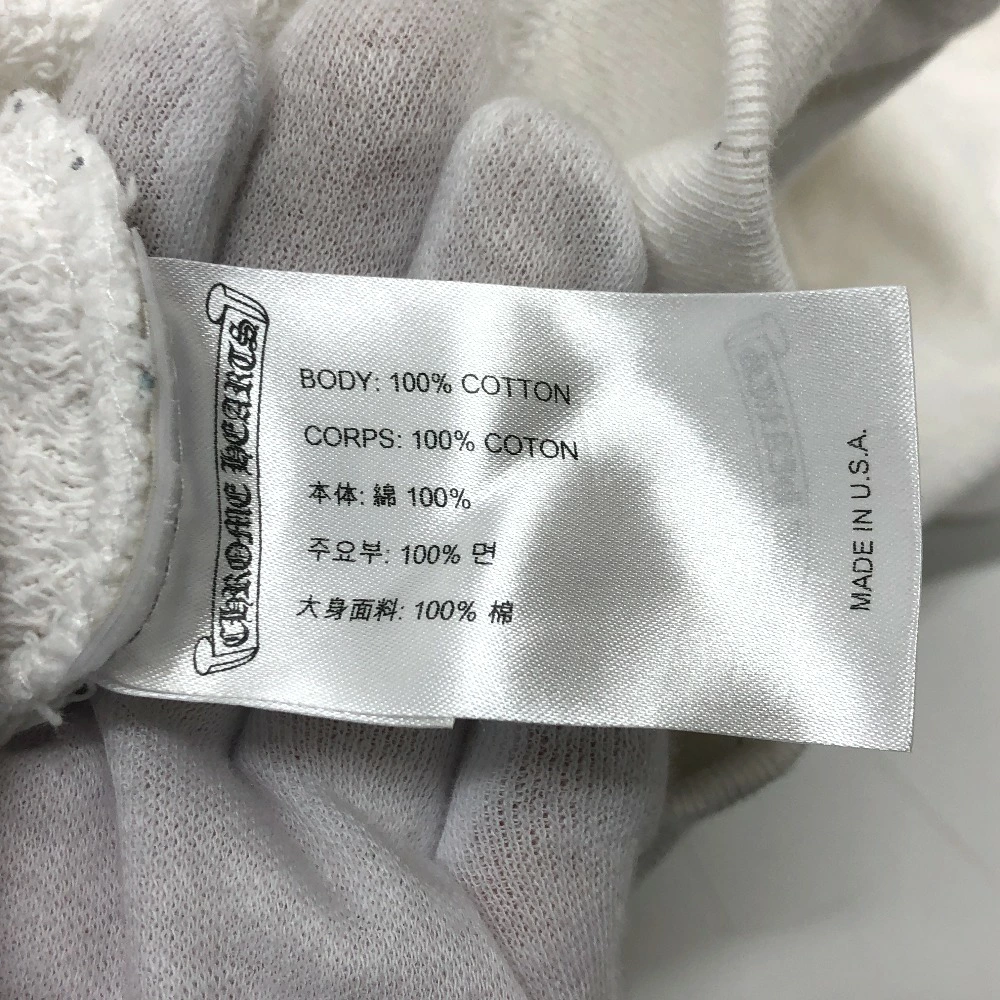 CHROME HEARTS
BODY: 100% COTTON
CORPS: 100% COTON
本体: 綿 100%
주요부: 100% 면
大身面料: 100% 棉
MADE IN U.S.A.